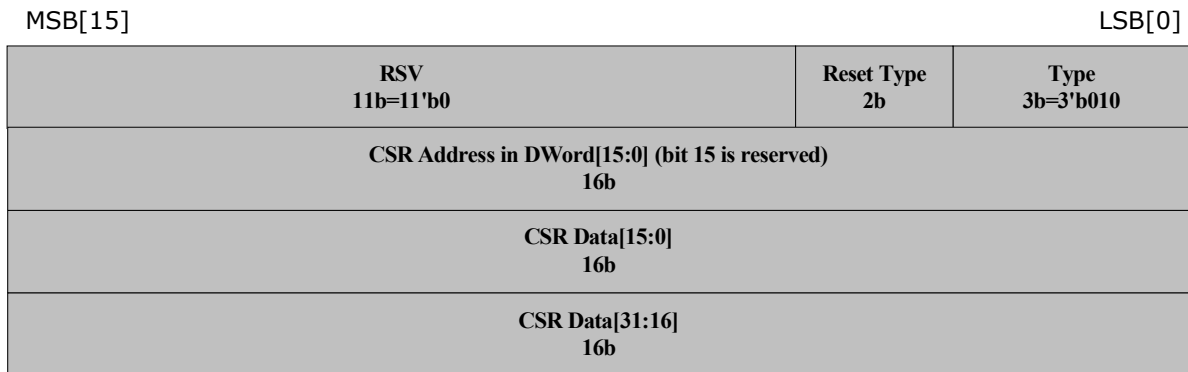 MSB[15] LSB[0]
RSV Reset Type Type
11b=11'b0 2b 3b=3'b010
CSR Address in DWord[15:0] (bit 15 is reserved)
16b
CSR Data[15:0]
16b
CSR Data[31:16]
16b